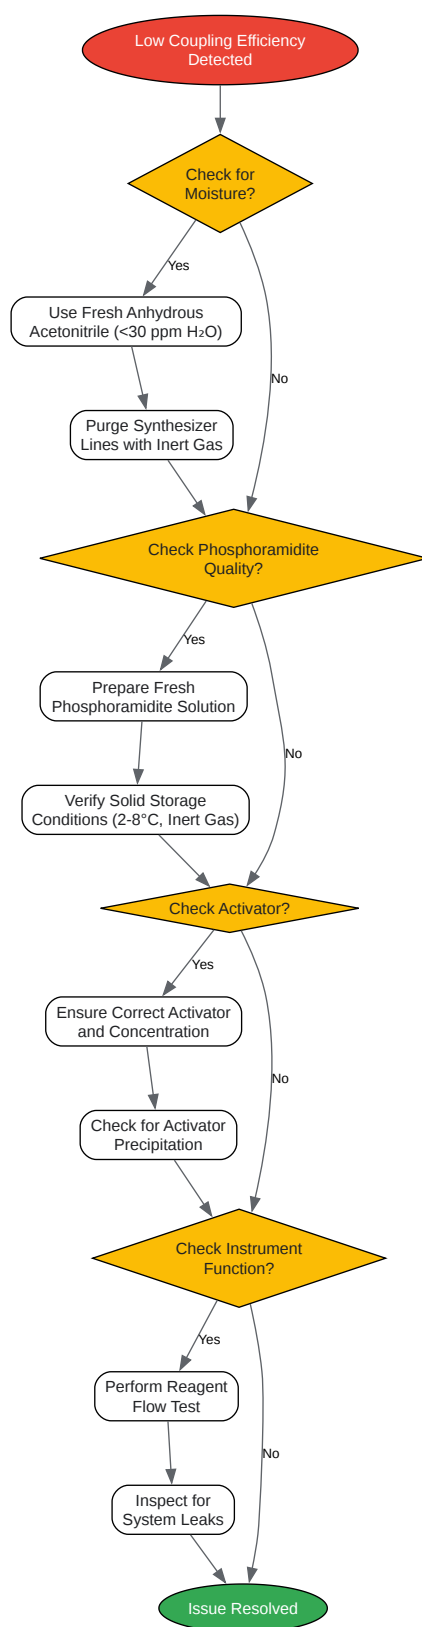 Low Coupling Efficiency
Detected
Check for
Moisture?
Yes
Use Fresh Anhydrous
Acetonitrile (<30 ppm H₂O)
No
Purge Synthesizer
Lines with Inert Gas
Check Phosphoramidite
Quality?
Yes
Prepare Fresh
Phosphoramidite Solution
No
Verify Solid Storage
Conditions (2-8°C, Inert Gas)
Check Activator?
Yes
Ensure Correct Activator
and Concentration
No
Check for Activator
Precipitation
Check Instrument
Function?
Yes
Perform Reagent
Flow Test
No
Inspect for
System Leaks
Issue Resolved